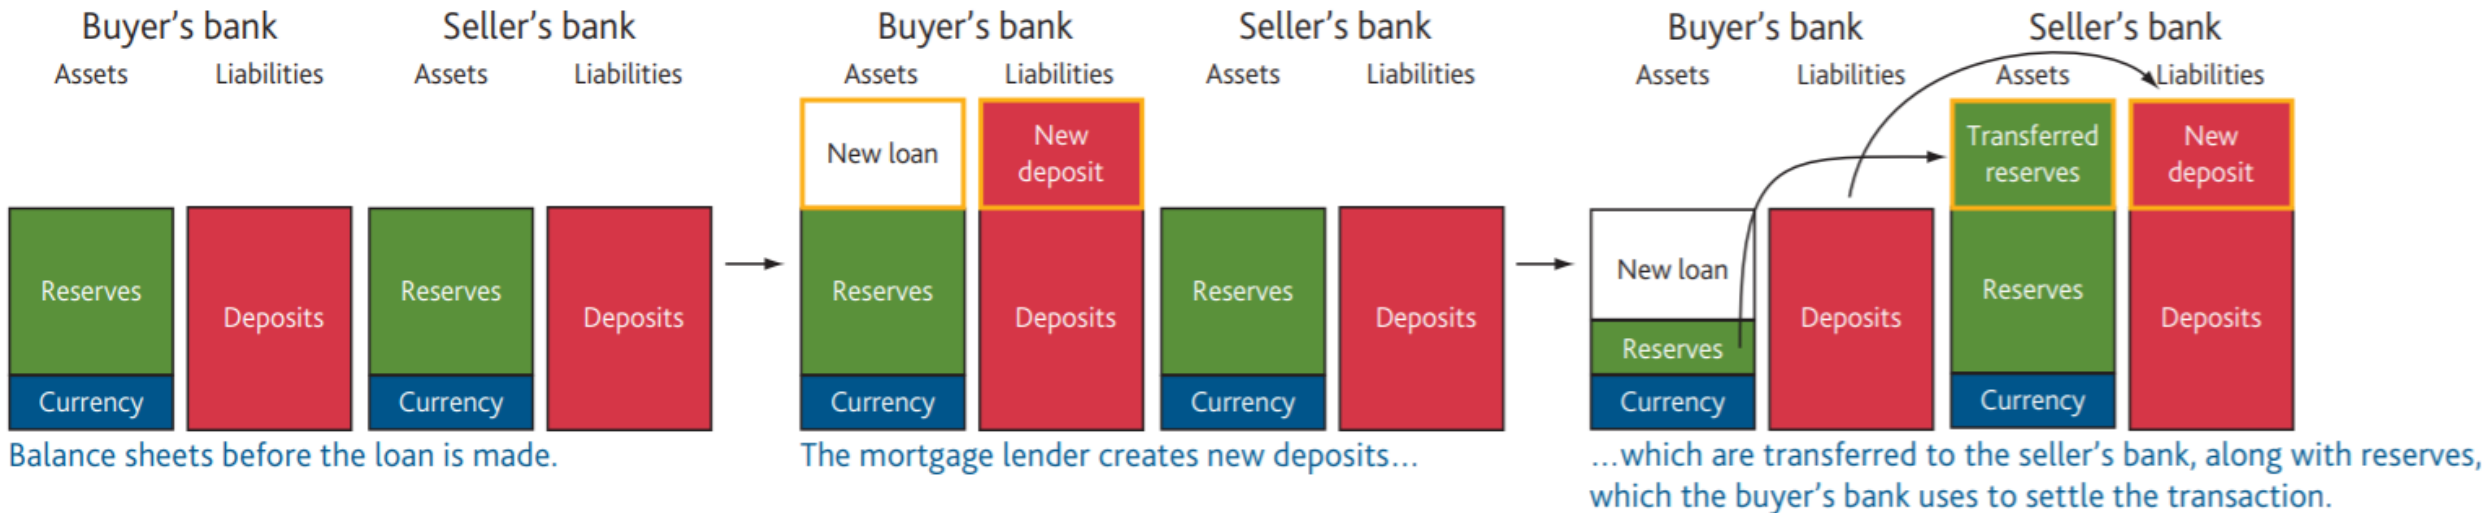 Buyer's bank
Seller's bank
Assets
Liabilities
Assets
Liabilities
Reserves
Currency
Deposits
Reserves
Currency
Deposits
Balance sheets before the loan is made.
Buyer's bank
Seller's bank
Assets
Liabilities
Assets
Liabilities
New loan
New
deposit
Reserves
Currency
Deposits
Reserves
Currency
Deposits
The mortgage lender creates new deposits…
Buyer's bank
Seller's bank
Assets
Liabilities
Assets
Liabilities
New loan
Reserves
Currency
Deposits
Transferred
reserves
Reserves
Currency
New
deposit
Deposits
…which are transferred to the seller's bank, along with reserves,
which the buyer's bank uses to settle the transaction.